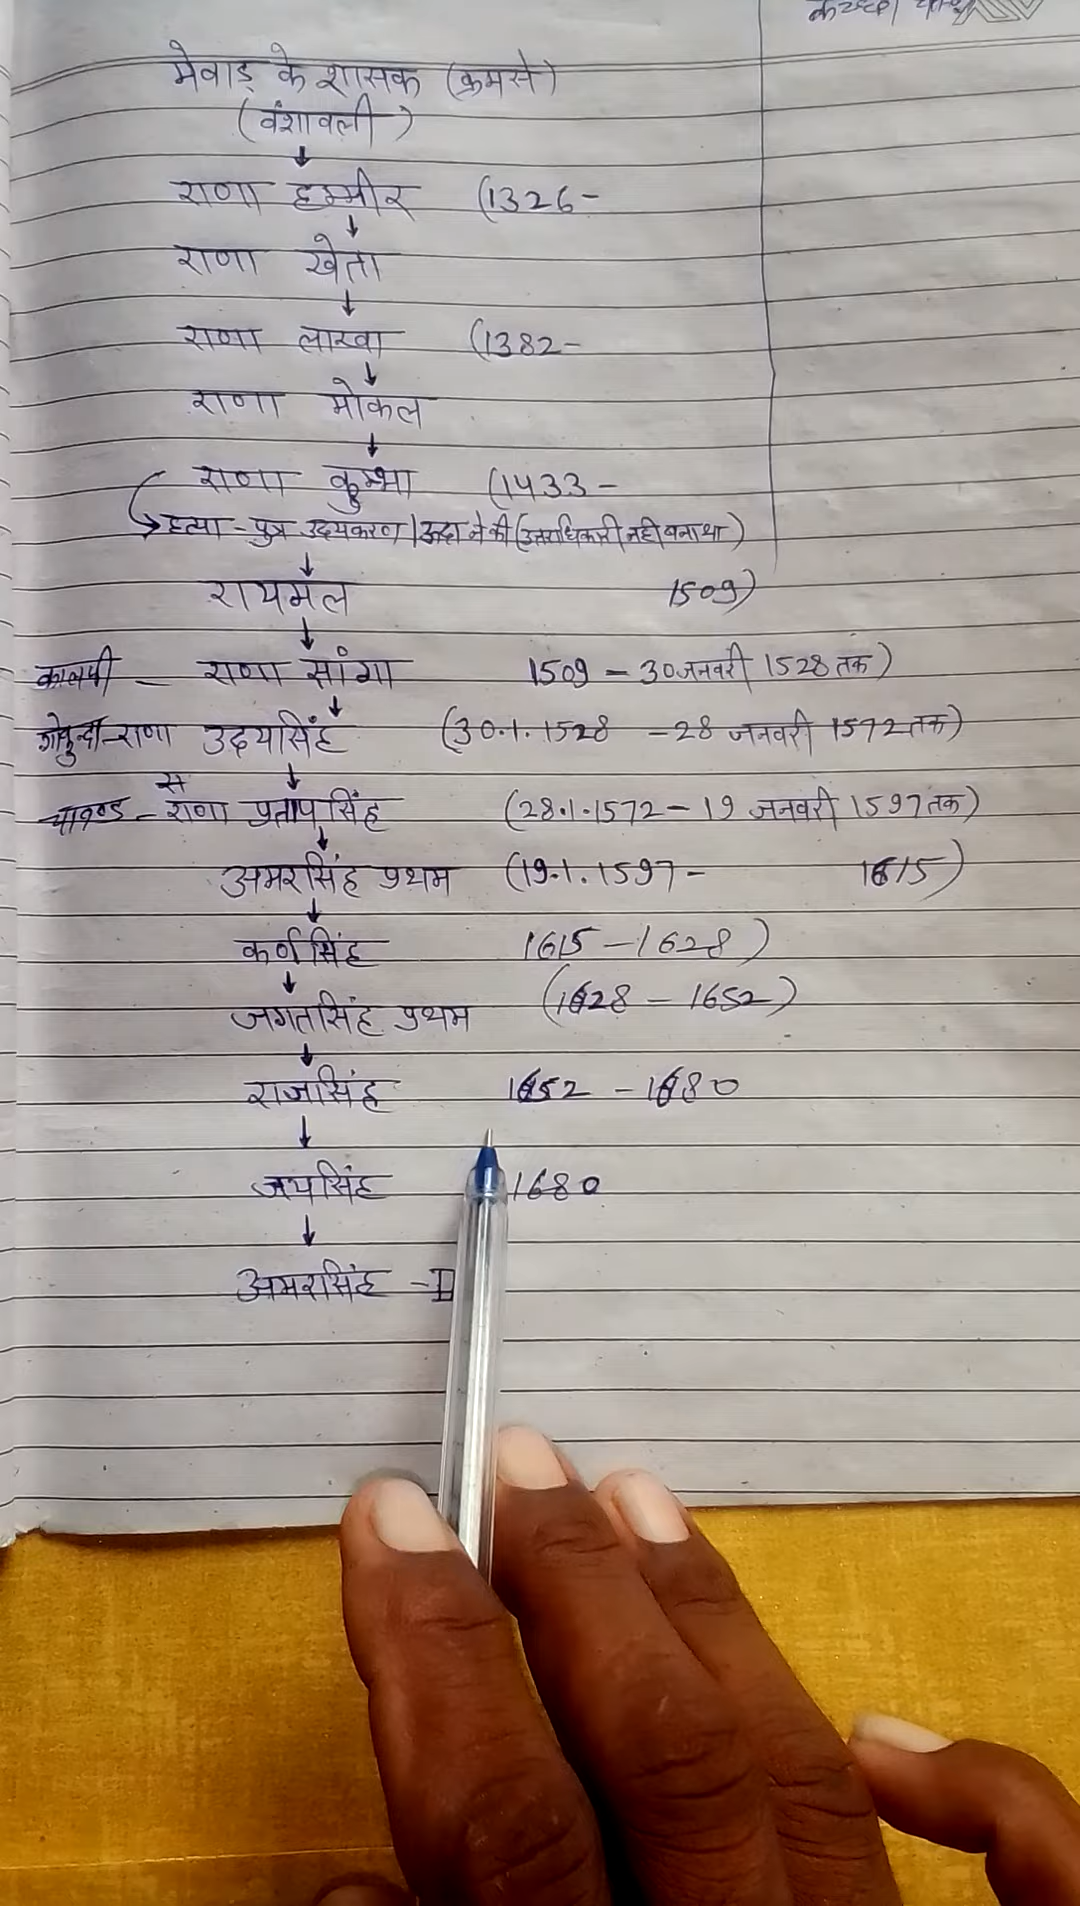 मेवाड़ के शासक (क्रमसे)
(वंशावली)
राणा हम्मीर (1326-
राणा खेता
राणा लाखा (1382-
राणा मोकल
राणा कुम्भा (1433-
हत्या - पुत्र उदयकरण/ऊदा ने की (उत्तराधिकारी नही बनाथा)
रायमल 1509)
कालपी - राणा सांगा 1509 - 30जनवरी 1528 तक)
गोगुन्दा-राणा उदयसिंह (30.1.1528 - 28 जनवरी 1572 तक)
से
चावण्ड - राणा प्रताप सिंह (28.1.1572 - 19 जनवरी 1597 तक)
अमरसिंह प्रथम (19.1.1597- 1615)
कर्णसिंह 1615-1628)
जगतसिंह प्रथम (1628 - 1652)
राजसिंह 1652 - 1680
जयसिंह 1680
अमरसिंह - II